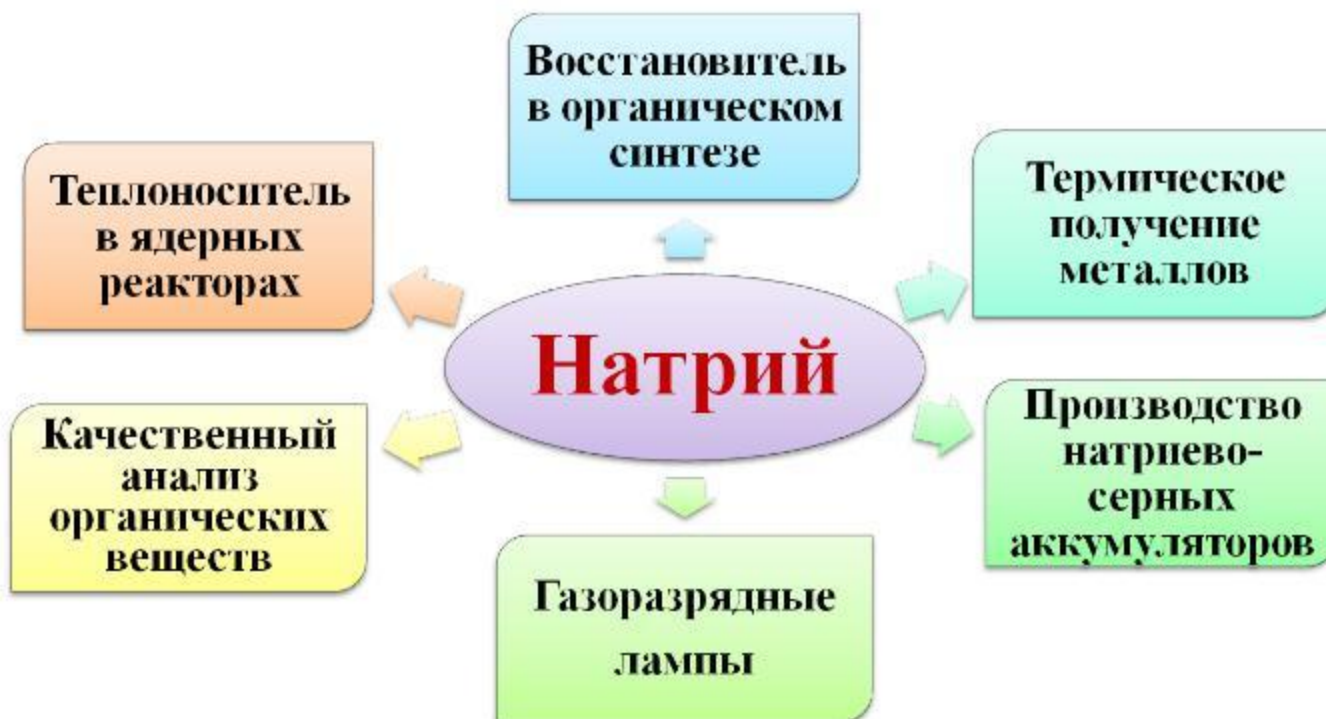 Восстановитель
в органическом
синтезе
Теплоноситель
в ядерных
реакторах
Термическое
получение
металлов
Натрий
Качественный
анализ
органических
веществ
Производство
натриево-
серных
аккумуляторов
Газоразрядные
лампы